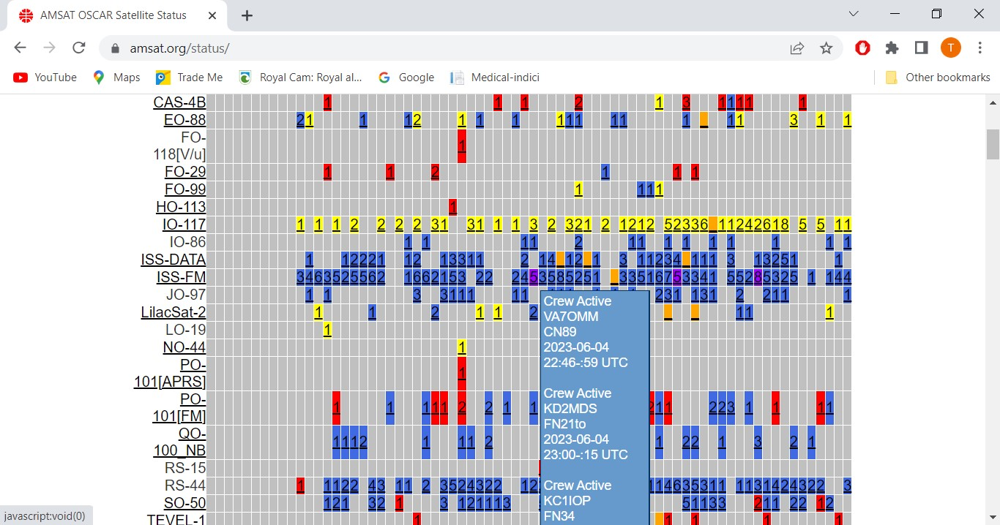 AMSAT OSCAR Satellite Status
amsat.org/status/
T
YouTube
Maps
Trade Me
Royal Cam: Royal al...
Google
Medical-indici
Other bookmarks
CAS-4B 1 1 1 2 1 3 1 1 1 1 1
EO-88 2 1 1 1 2 1 1 1 1 1 1 1 1 1 1 1 3 1 1
FO-
118[V/u] 1
FO-29 1 1 2 1 1 1
FO-99 1 1 1 1
HO-113 1
IO-117 1 1 1 2 2 2 2 3 1 3 1 1 1 3 2 3 2 1 2 1 2 1 2 5 2 3 3 6 1 1 2 4 2 6 1 8 5 5 1 1
IO-86 1 1 1 1 2 1 1 1 1 1 1 1 1 1
ISS-DATA 1 1 2 2 2 1 1 2 1 3 3 1 1 2 1 4 1 2 1 3 1 1 2 3 4 1 1 1 3 1 3 2 5 1 1
ISS-FM 3 4 6 3 5 2 5 5 6 2 1 6 6 2 1 5 3 2 2 2 4 5 3 5 8 5 2 5 1 3 3 5 1 6 7 5 3 3 4 1 5 5 2 8 5 3 2 5 1 1 4 4
JO-97 1 1 3 3 1 1 1 1 1 2 3 1 1 3 1 2 2 1 1 1
LilacSat-2 1 1 2 1 1 2 1 1 1
LO-19 1
NO-44 1
PO-
101[APRS] 1
PO-
101[FM] 1 1 1 1 1 2 2 1 1 2 1 1 2 2 3 1 1 1 1
QO-
100_NB 1 1 1 2 1 1 1 2 1 2 2 1 3 2 1
RS-15
RS-44 1 1 1 2 2 4 3 1 1 2 3 5 2 4 3 2 2 1 2 1 1 4 6 3 5 3 1 1 1 1 3 1 4 2 4 3 2 2 3
SO-50 1 2 1 3 2 1 3 1 2 1 1 1 3 5 1 1 3 3 2 1 1 2 2 1 2
TEVEL-1 1 1 1 1 1
Crew Active
VA7OMM
CN89
2023-06-04
22:46-:59 UTC
Crew Active
KD2MDS
FN21to
2023-06-04
23:00-:15 UTC
Crew Active
KC1IOP
FN34
javascript:void(0)